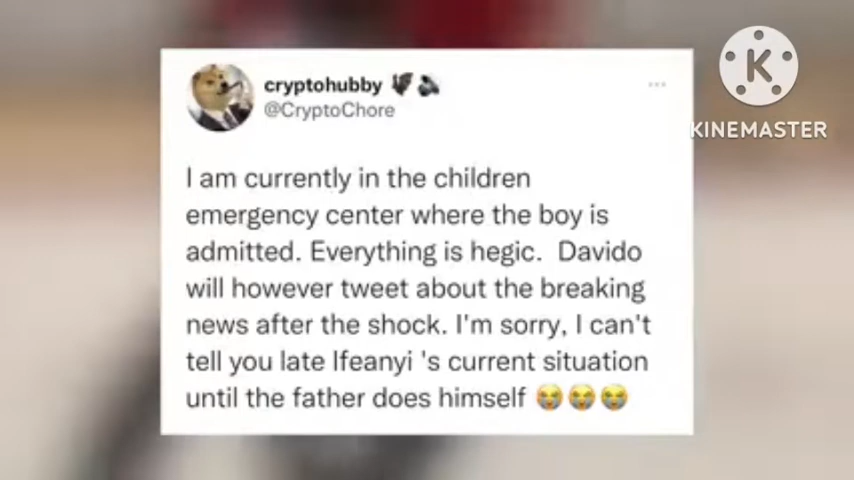 cryptohubby
@CryptoChore
K
KINEMASTER
I am currently in the children
emergency center where the boy is
admitted. Everything is hegic.  Davido
will however tweet about the breaking
news after the shock. I'm sorry, I can't
tell you late Ifeanyi 's current situation
until the father does himself 😭😭😭